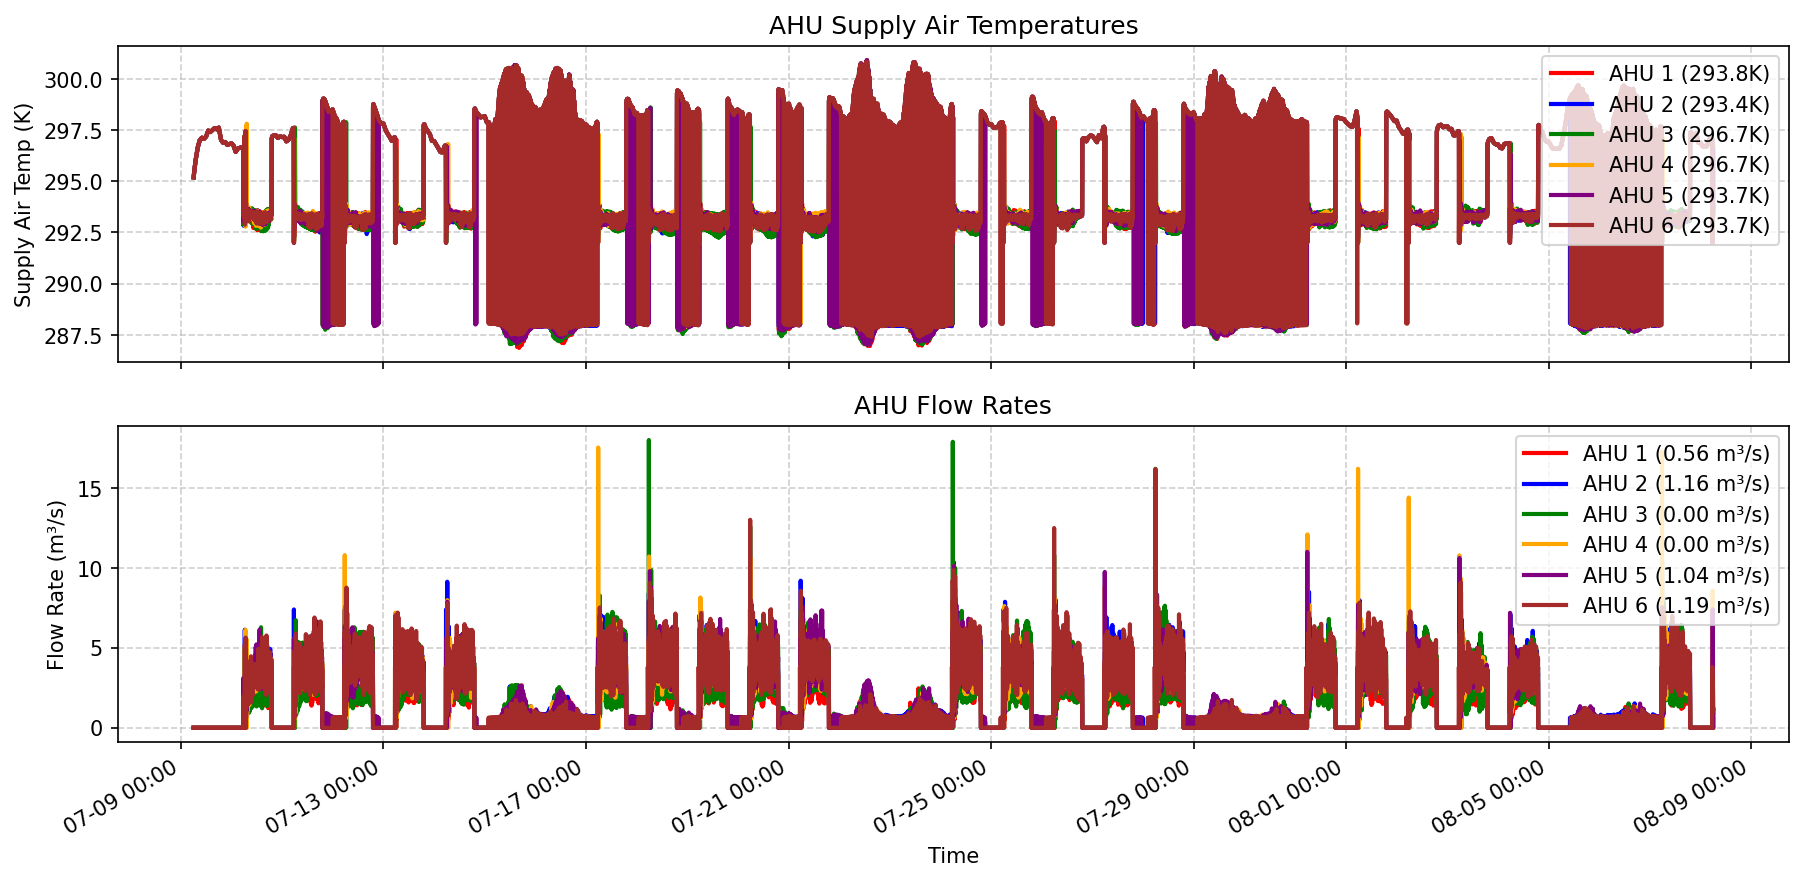 AHU Supply Air Temperatures
Supply Air Temp (K)
300.0
297.5
295.0
292.5
290.0
287.5
AHU 1 (293.8K)
AHU 2 (293.4K)
AHU 3 (296.7K)
AHU 4 (296.7K)
AHU 5 (293.7K)
AHU 6 (293.7K)
AHU Flow Rates
Flow Rate (m³/s)
15
10
5
0
AHU 1 (0.56 m³/s)
AHU 2 (1.16 m³/s)
AHU 3 (0.00 m³/s)
AHU 4 (0.00 m³/s)
AHU 5 (1.04 m³/s)
AHU 6 (1.19 m³/s)
07-09 00:00
07-13 00:00
07-17 00:00
07-21 00:00
07-25 00:00
07-29 00:00
08-01 00:00
08-05 00:00
08-09 00:00
Time